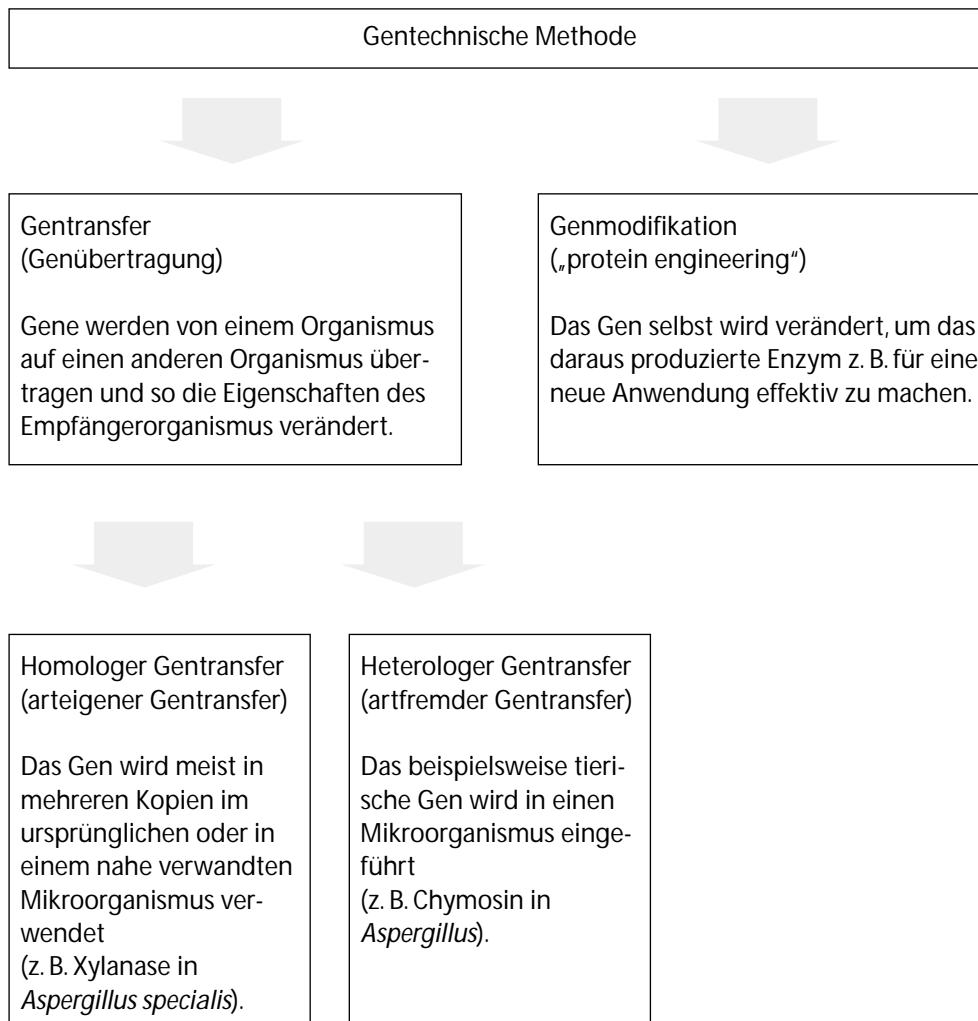 Gentechnische Methode
Gentransfer
(Genübertragung)
Gene werden von einem Organismus
auf einen anderen Organismus über-
tragen und so die Eigenschaften des
Empfängerorganismus verändert.
Genmodifikation
(„protein engineering“)
Das Gen selbst wird verändert, um das
daraus produzierte Enzym z. B. für eine
neue Anwendung effektiv zu machen.
Homologer Gentransfer
(arteigener Gentransfer)
Das Gen wird meist in
mehreren Kopien im
ursprünglichen oder in
einem nahe verwandten
Mikroorganismus ver-
wendet
(z. B. Xylanase in
Aspergillus specialis).
Heterologer Gentransfer
(artfremder Gentransfer)
Das beispielsweise tieri-
sche Gen wird in einen
Mikroorganismus einge-
führt
(z. B. Chymosin in
Aspergillus).